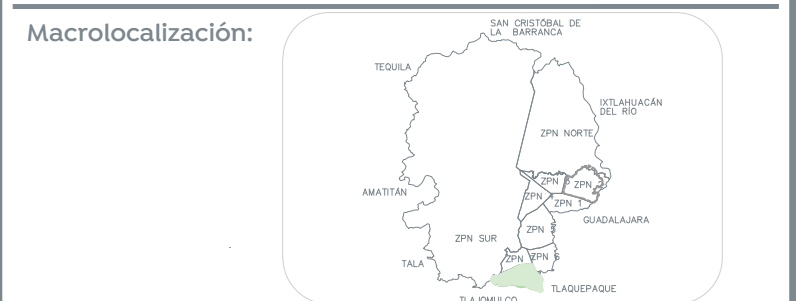 Macrolocalización:
SAN CRISTÓBAL DE
LA BARRANCA
TEQUILA
IXTLAHUACÁN
DEL RÍO
ZPN NORTE
ZPN
ZPN 2
AMATITÁN
ZPN
ZPN 1
GUADALAJARA
ZPN
ZPN SUR
ZPN
ZPN 6
TALA
TLAQUEPAQUE
TLAJOMULCO